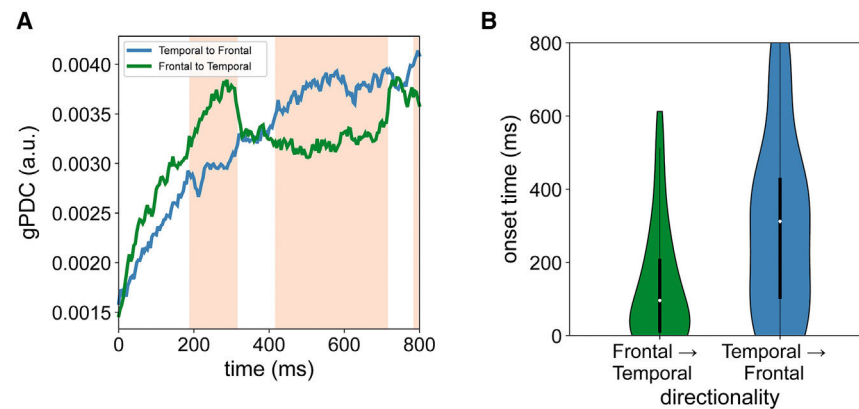 A
Temporal to Frontal
Frontal to Temporal
0.0040
0.0035
0.0030
0.0025
0.0020
0.0015
gPDC (a.u.)
0 200 400 600 800
time (ms)
B
800
600
400
200
0
onset time (ms)
Frontal → Temporal →
Temporal Frontal
directionality